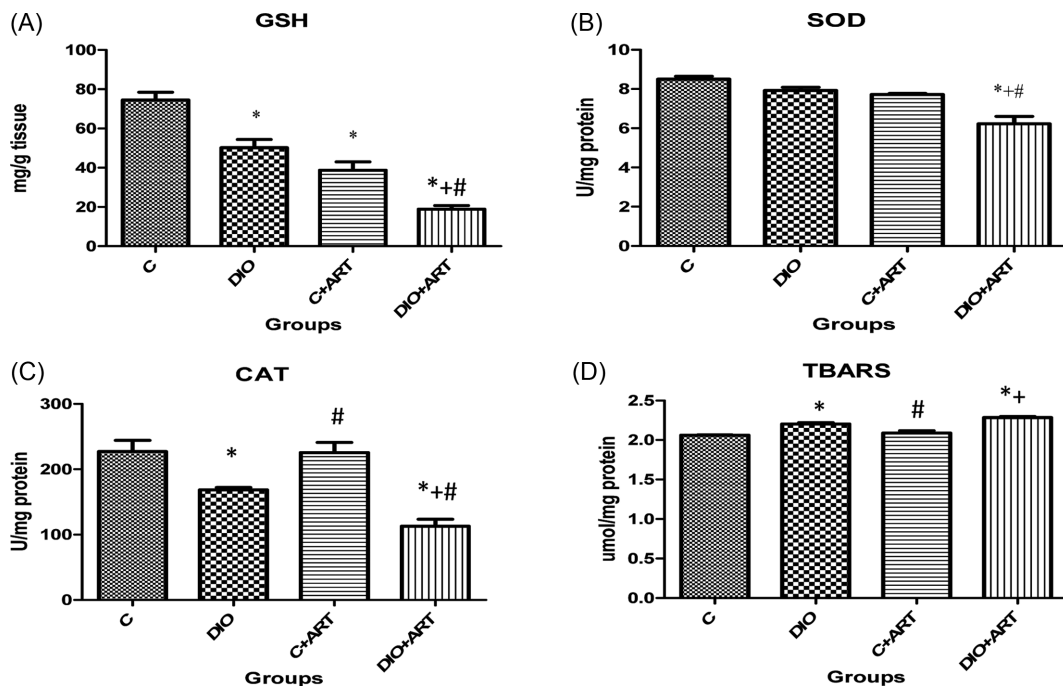 (A)
GSH
mg/g tissue
100
80
60
40
20
0
*
*
*+#
C
DIO
C+ART
DIO+ART
Groups
(B)
SOD
U/mg protein
10
8
6
4
2
0
*+#
C
DIO
C+ART
DIO+ART
Groups
(C)
CAT
U/mg protein
300
200
100
0
*
#
*+#
C
DIO
C+ART
DIO+ART
Groups
(D)
TBARS
umol/mg protein
2.5
2.0
1.5
1.0
0.5
0.0
*
#
*+
C
DIO
C+ART
DIO+ART
Groups